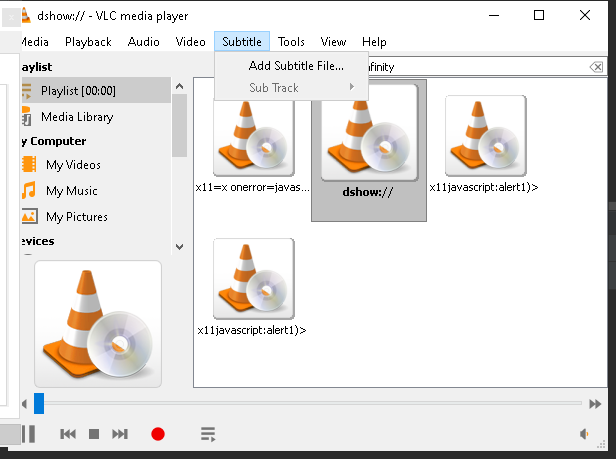 dshow:// - VLC media player
Media Playback Audio Video Subtitle Tools View Help
Add Subtitle File...
Sub Track
aylist
Playlist [00:00]
Media Library
y Computer
My Videos
My Music
My Pictures
evices
nfinity
x11=x onerror=javas...
dshow://
x11javascript:alert1)>
x11javascript:alert1)>